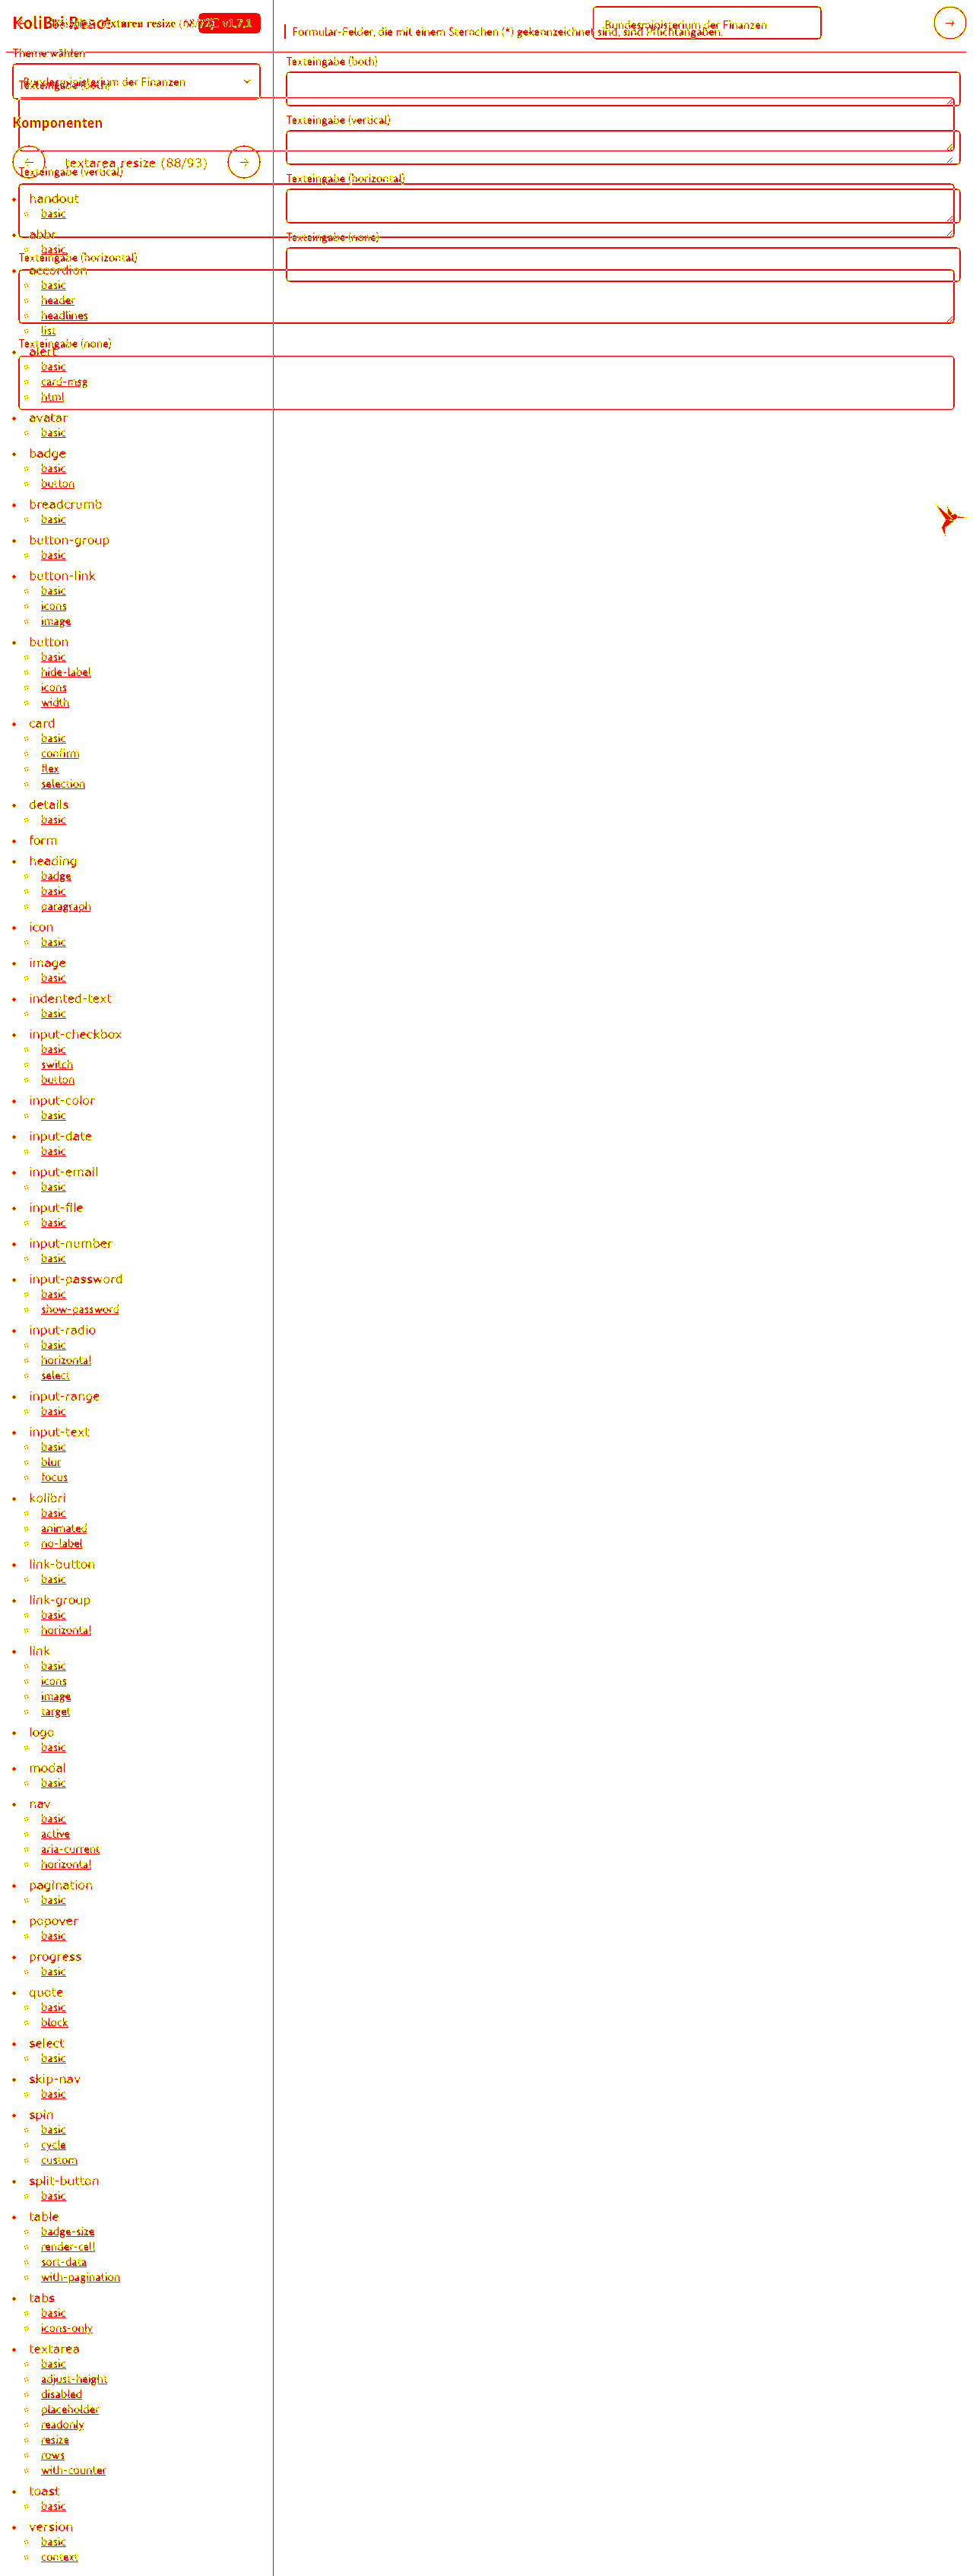 KoliBri React
v1.7.1
Formular-Felder, die mit einem Sternchen (*) gekennzeichnet sind, sind Pflichtangaben.
Bundesministerium der Finanzen
Theme wählen
Bundesministerium der Finanzen
Texteingabe (both)
Texteingabe (both)
Komponenten
Texteingabe (vertical)
textarea resize (88/93)
Texteingabe (vertical)
Texteingabe (horizontal)
Texteingabe (none)
Texteingabe (horizontal)
Texteingabe (none)
handout
basic
abbr
basic
accordion
basic
header
headlines
list
alert
basic
card-msg
html
avatar
basic
badge
basic
button
breadcrumb
basic
button-group
basic
button-link
basic
icons
image
button
basic
hide-label
icons
width
card
basic
confirm
flex
selection
details
basic
form
heading
badge
basic
paragraph
icon
basic
image
basic
indented-text
basic
input-checkbox
basic
switch
button
input-color
basic
input-date
basic
input-email
basic
input-file
basic
input-number
basic
input-password
basic
show-password
input-radio
basic
horizontal
select
input-range
basic
input-text
basic
blur
focus
kolibri
basic
animated
no-label
link-button
basic
link-group
basic
horizontal
link
basic
icons
image
target
logo
basic
modal
basic
nav
basic
active
aria-current
horizontal
pagination
basic
popover
basic
progress
basic
quote
basic
block
select
basic
skip-nav
basic
spin
basic
cycle
custom
split-button
basic
table
badge-size
render-cell
sort-data
with-pagination
tabs
basic
icons-only
textarea
basic
adjust-height
disabled
placeholder
readonly
resize
rows
with-counter
toast
basic
version
basic
context